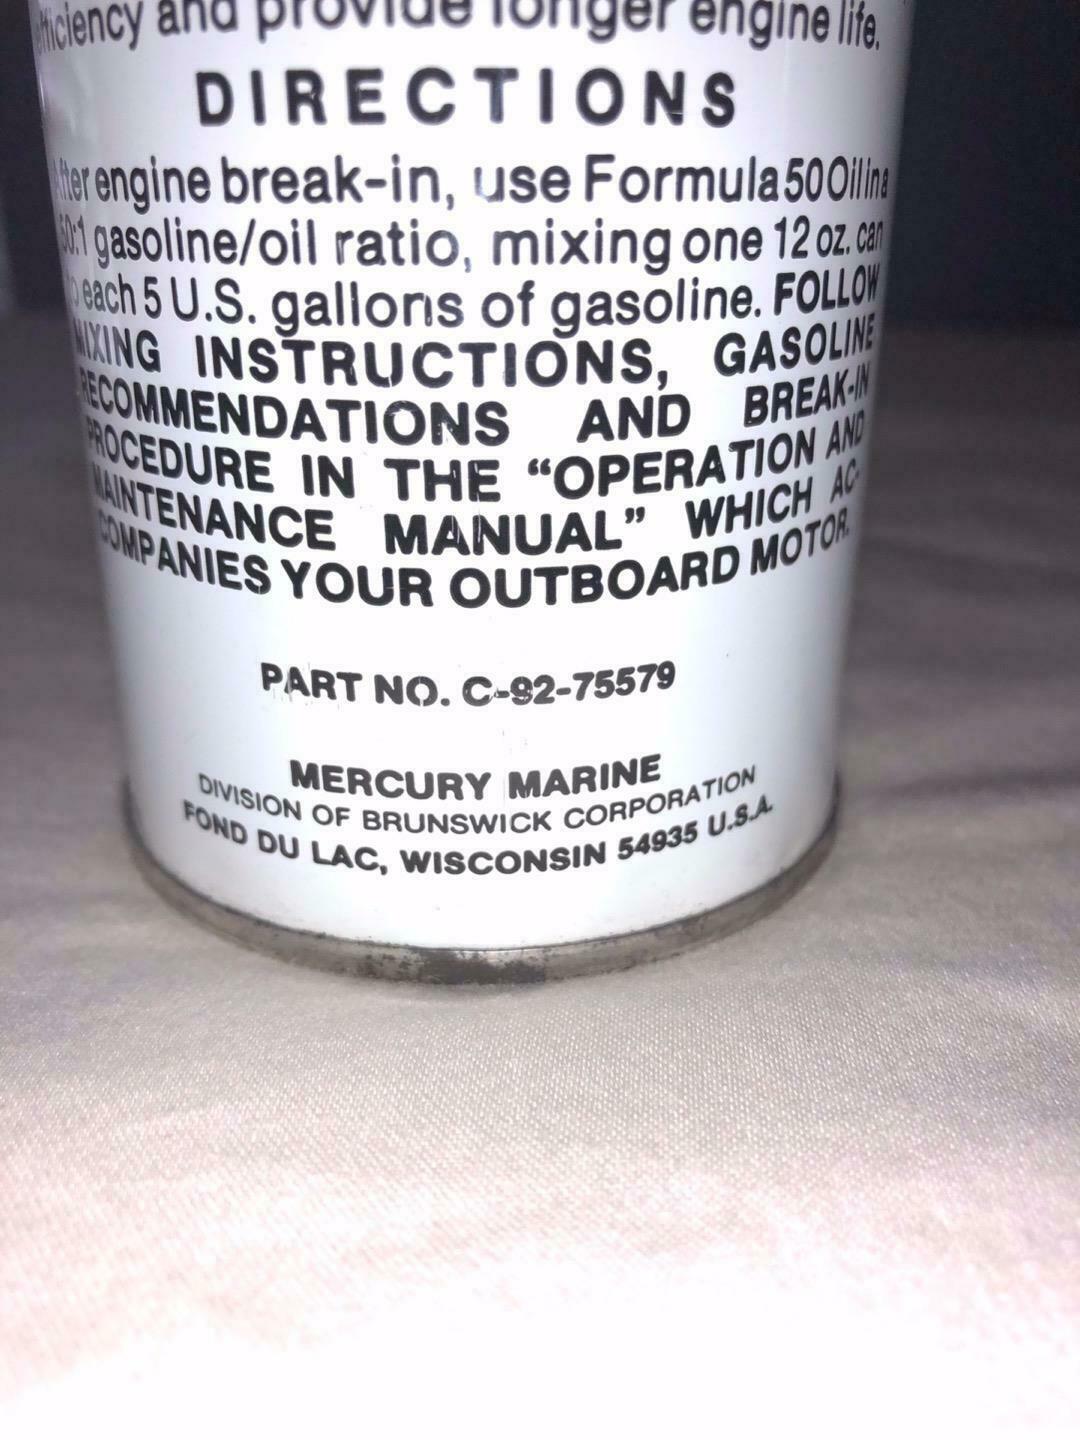 efficiency and provide longer engine life.
DIRECTIONS
After engine break-in, use Formula 50 Oil in a
50:1 gasoline/oil ratio, mixing one 12 oz. can
to each 5 U.S. gallons of gasoline. FOLLOW
MIXING INSTRUCTIONS, GASOLINE
RECOMMENDATIONS AND BREAK-IN
PROCEDURE IN THE “OPERATION AND
MAINTENANCE MANUAL” WHICH AC-
COMPANIES YOUR OUTBOARD MOTOR.
PART NO. C-92-75579
MERCURY MARINE
DIVISION OF BRUNSWICK CORPORATION
FOND DU LAC, WISCONSIN 54935 U.S.A.